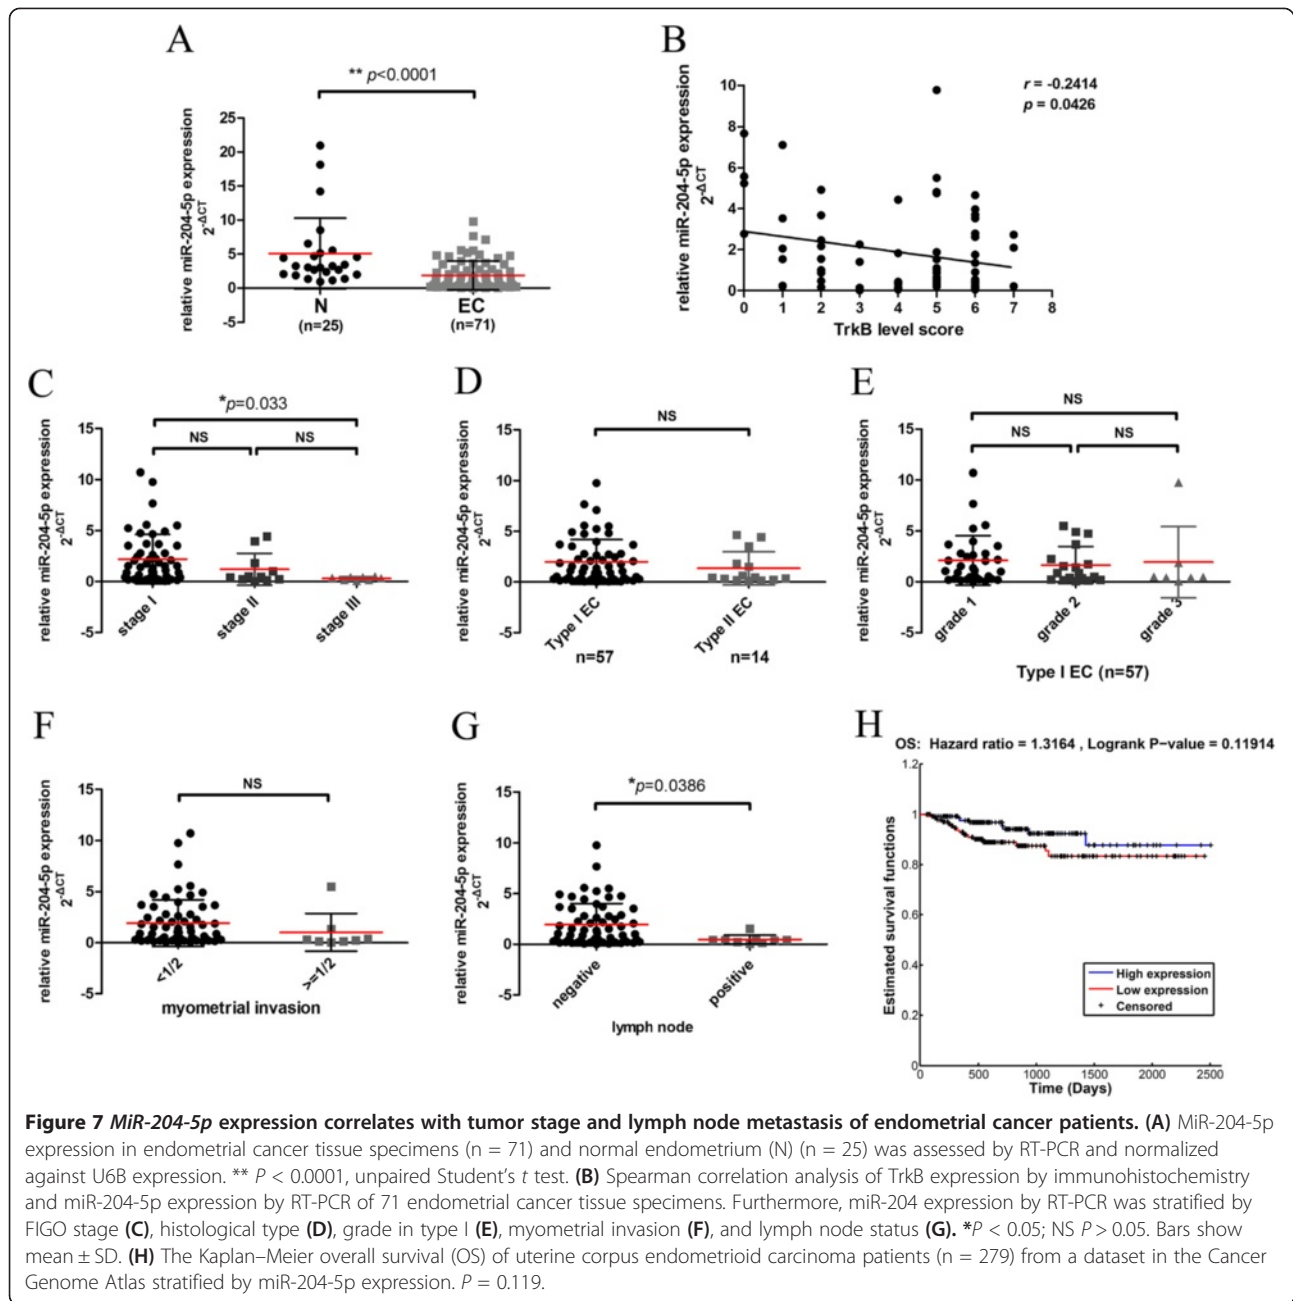 A
** p<0.0001
relative miR-204-5p expression
2-ΔCT
25
20
15
10
5
0
-5
N
(n=25)
EC
(n=71)
B
r = -0.2414
p = 0.0426
relative miR-204-5p expression
2-ΔCT
10
8
6
4
2
0
0 1 2 3 4 5 6 7 8
TrkB level score
C
*p=0.033
NS NS
relative miR-204-5p expression
2-ΔCT
15
10
5
0
-5
stage I
stage II
stage III
D
NS
relative miR-204-5p expression
2-ΔCT
15
10
5
0
-5
Type I EC
Type II EC
n=57 n=14
E
NS
NS NS
relative miR-204-5p expression
2-ΔCT
15
10
5
0
-5
grade 1
grade 2
grade 3
Type I EC (n=57)
F
NS
relative miR-204-5p expression
2-ΔCT
15
10
5
0
-5
<1/2
>=1/2
myometrial invasion
G
*p=0.0386
relative miR-204-5p expression
2-ΔCT
15
10
5
0
-5
negative
positive
lymph node
H
OS: Hazard ratio = 1.3164 , Logrank P−value = 0.11914
Estimated survival functions
1.2
1
0.8
0.6
0.4
0.2
0
0 500 1000 1500 2000 2500
Time (Days)
High expression
Low expression
+ Censored
Figure 7 MiR-204-5p expression correlates with tumor stage and lymph node metastasis of endometrial cancer patients. (A) MiR-204-5p
expression in endometrial cancer tissue specimens (n = 71) and normal endometrium (N) (n = 25) was assessed by RT-PCR and normalized
against U6B expression. ** P < 0.0001, unpaired Student's t test. (B) Spearman correlation analysis of TrkB expression by immunohistochemistry
and miR-204-5p expression by RT-PCR of 71 endometrial cancer tissue specimens. Furthermore, miR-204 expression by RT-PCR was stratified by
FIGO stage (C), histological type (D), grade in type I (E), myometrial invasion (F), and lymph node status (G). *P < 0.05; NS P > 0.05. Bars show
mean ± SD. (H) The Kaplan–Meier overall survival (OS) of uterine corpus endometrioid carcinoma patients (n = 279) from a dataset in the Cancer
Genome Atlas stratified by miR-204-5p expression. P = 0.119.